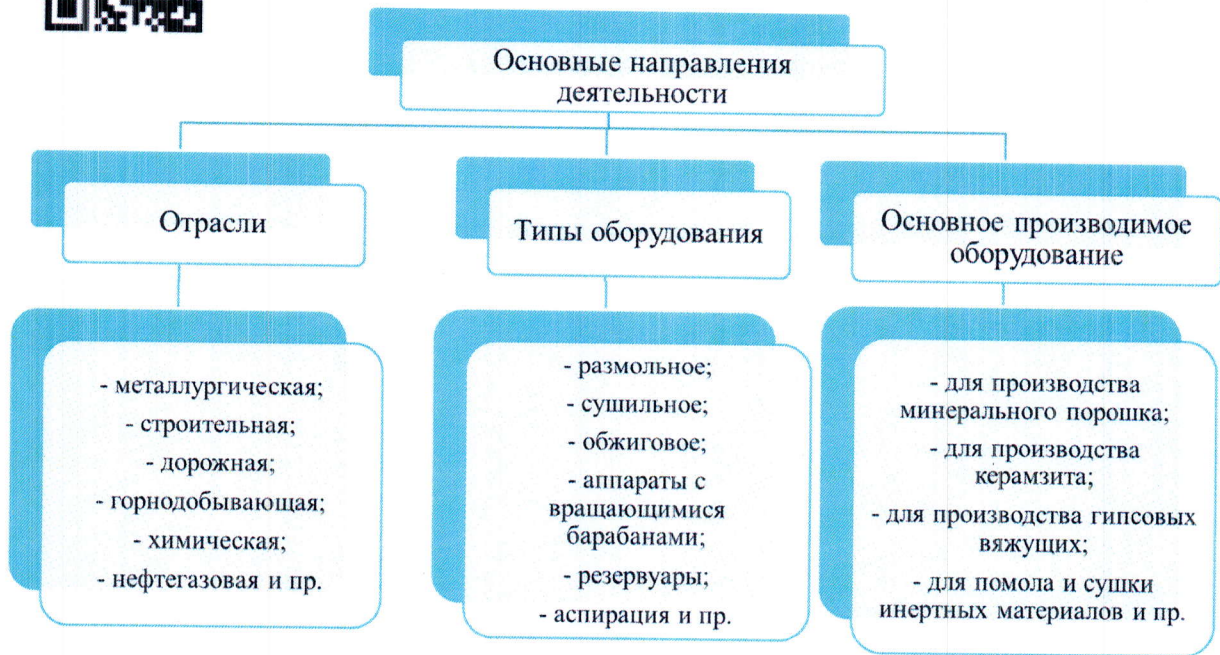 Основные направления
деятельности
Отрасли
- металлургическая;
- строительная;
- дорожная;
- горнодобывающая;
- химическая;
- нефтегазовая и пр.
Типы оборудования
- размольное;
- сушильное;
- обжиговое;
- аппараты с
вращающимися
барабанами;
- резервуары;
- аспирация и пр.
Основное производимое
оборудование
- для производства
минерального порошка;
- для производства
керамзита;
- для производства гипсовых
вяжущих;
- для помола и сушки
инертных материалов и пр.